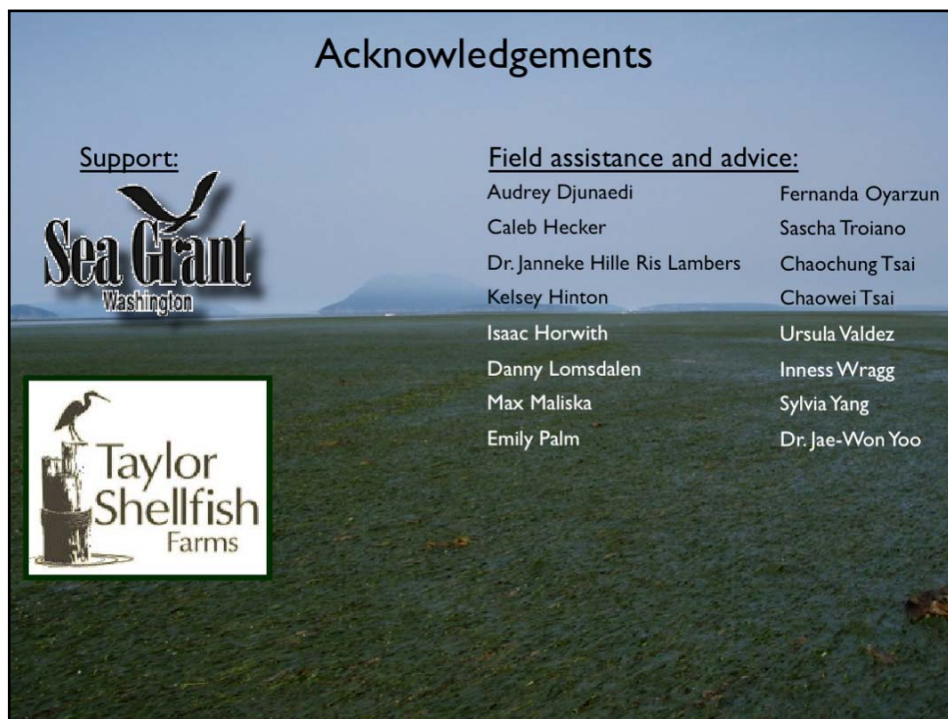 Acknowledgements
Support:
Sea Grant
Washington
Taylor
Shellfish
Farms
Field assistance and advice:
Audrey Djunaedi
Caleb Hecker
Dr. Janneke Hille Ris Lambers
Kelsey Hinton
Isaac Horwith
Danny Lomsdalen
Max Maliska
Emily Palm
Fernanda Oyarzun
Sascha Troiano
Chaochung Tsai
Chaowei Tsai
Ursula Valdez
Inness Wragg
Sylvia Yang
Dr. Jae-Won Yoo